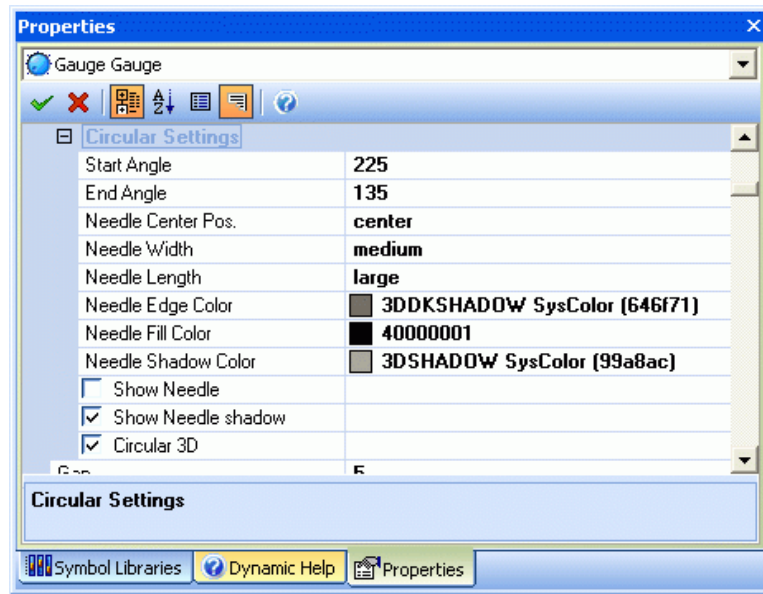 Properties
Gauge Gauge
Circular Settings
Start Angle 225
End Angle 135
Needle Center Pos. center
Needle Width medium
Needle Length large
Needle Edge Color 3DDKSHADOW SysColor (646f71)
Needle Fill Color 40000001
Needle Shadow Color 3DSHADOW SysColor (99a8ac)
Show Needle
Show Needle shadow
Circular 3D
Gap 5
Circular Settings
Symbol Libraries Dynamic Help Properties